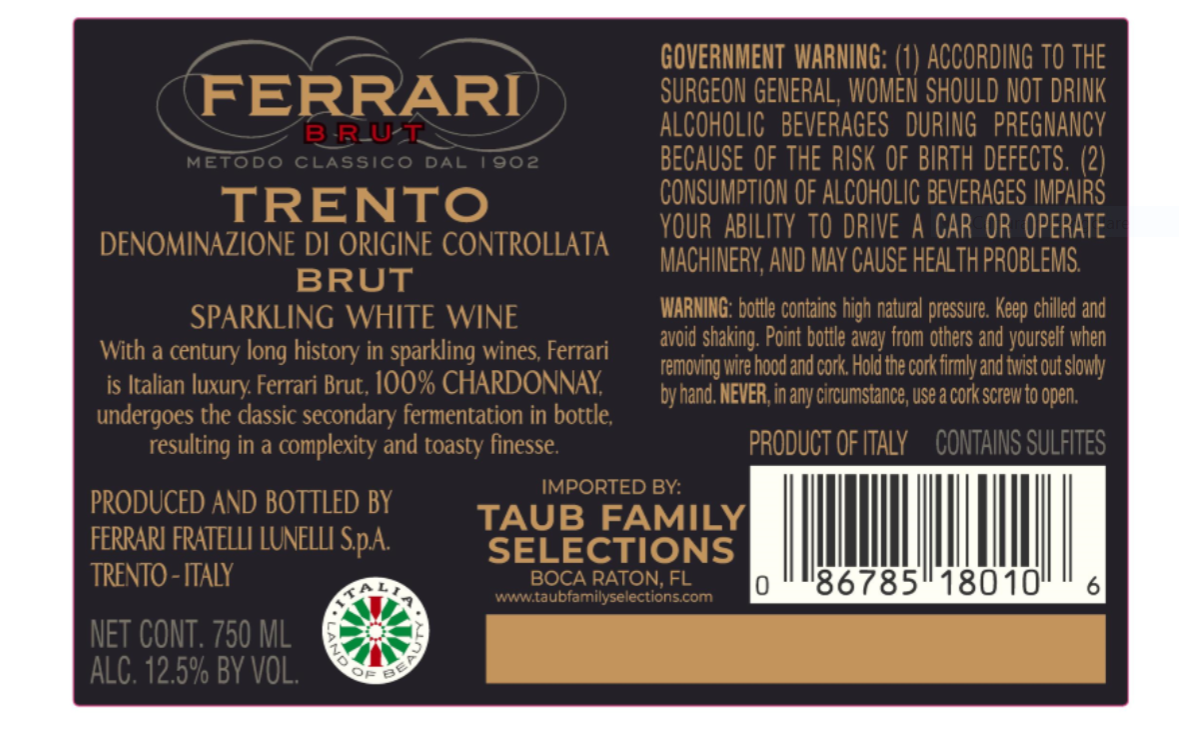 FERRARI
BRUT
METODO CLASSICO DAL 1902
TRENTO
DENOMINAZIONE DI ORIGINE CONTROLLATA
BRUT
SPARKLING WHITE WINE
With a century long history in sparkling wines, Ferrari
is Italian luxury. Ferrari Brut, 100% CHARDONNAY,
undergoes the classic secondary fermentation in bottle,
resulting in a complexity and toasty finesse.
PRODUCED AND BOTTLED BY
FERRARI FRATELLI LUNELLI S.p.A.
TRENTO - ITALY
NET CONT. 750 ML
ALC. 12.5% BY VOL.
ITALIA
LAND OF BEAUTY
GOVERNMENT WARNING: (1) ACCORDING TO THE
SURGEON GENERAL, WOMEN SHOULD NOT DRINK
ALCOHOLIC BEVERAGES DURING PREGNANCY
BECAUSE OF THE RISK OF BIRTH DEFECTS. (2)
CONSUMPTION OF ALCOHOLIC BEVERAGES IMPAIRS
YOUR ABILITY TO DRIVE A CAR OR OPERATE
MACHINERY, AND MAY CAUSE HEALTH PROBLEMS.
WARNING: bottle contains high natural pressure. Keep chilled and
avoid shaking. Point bottle away from others and yourself when
removing wire hood and cork. Hold the cork firmly and twist out slowly
by hand. NEVER, in any circumstance, use a cork screw to open.
PRODUCT OF ITALY CONTAINS SULFITES
IMPORTED BY:
TAUB FAMILY
SELECTIONS
BOCA RATON, FL
www.taubfamilyselections.com
0 86785 18010 6